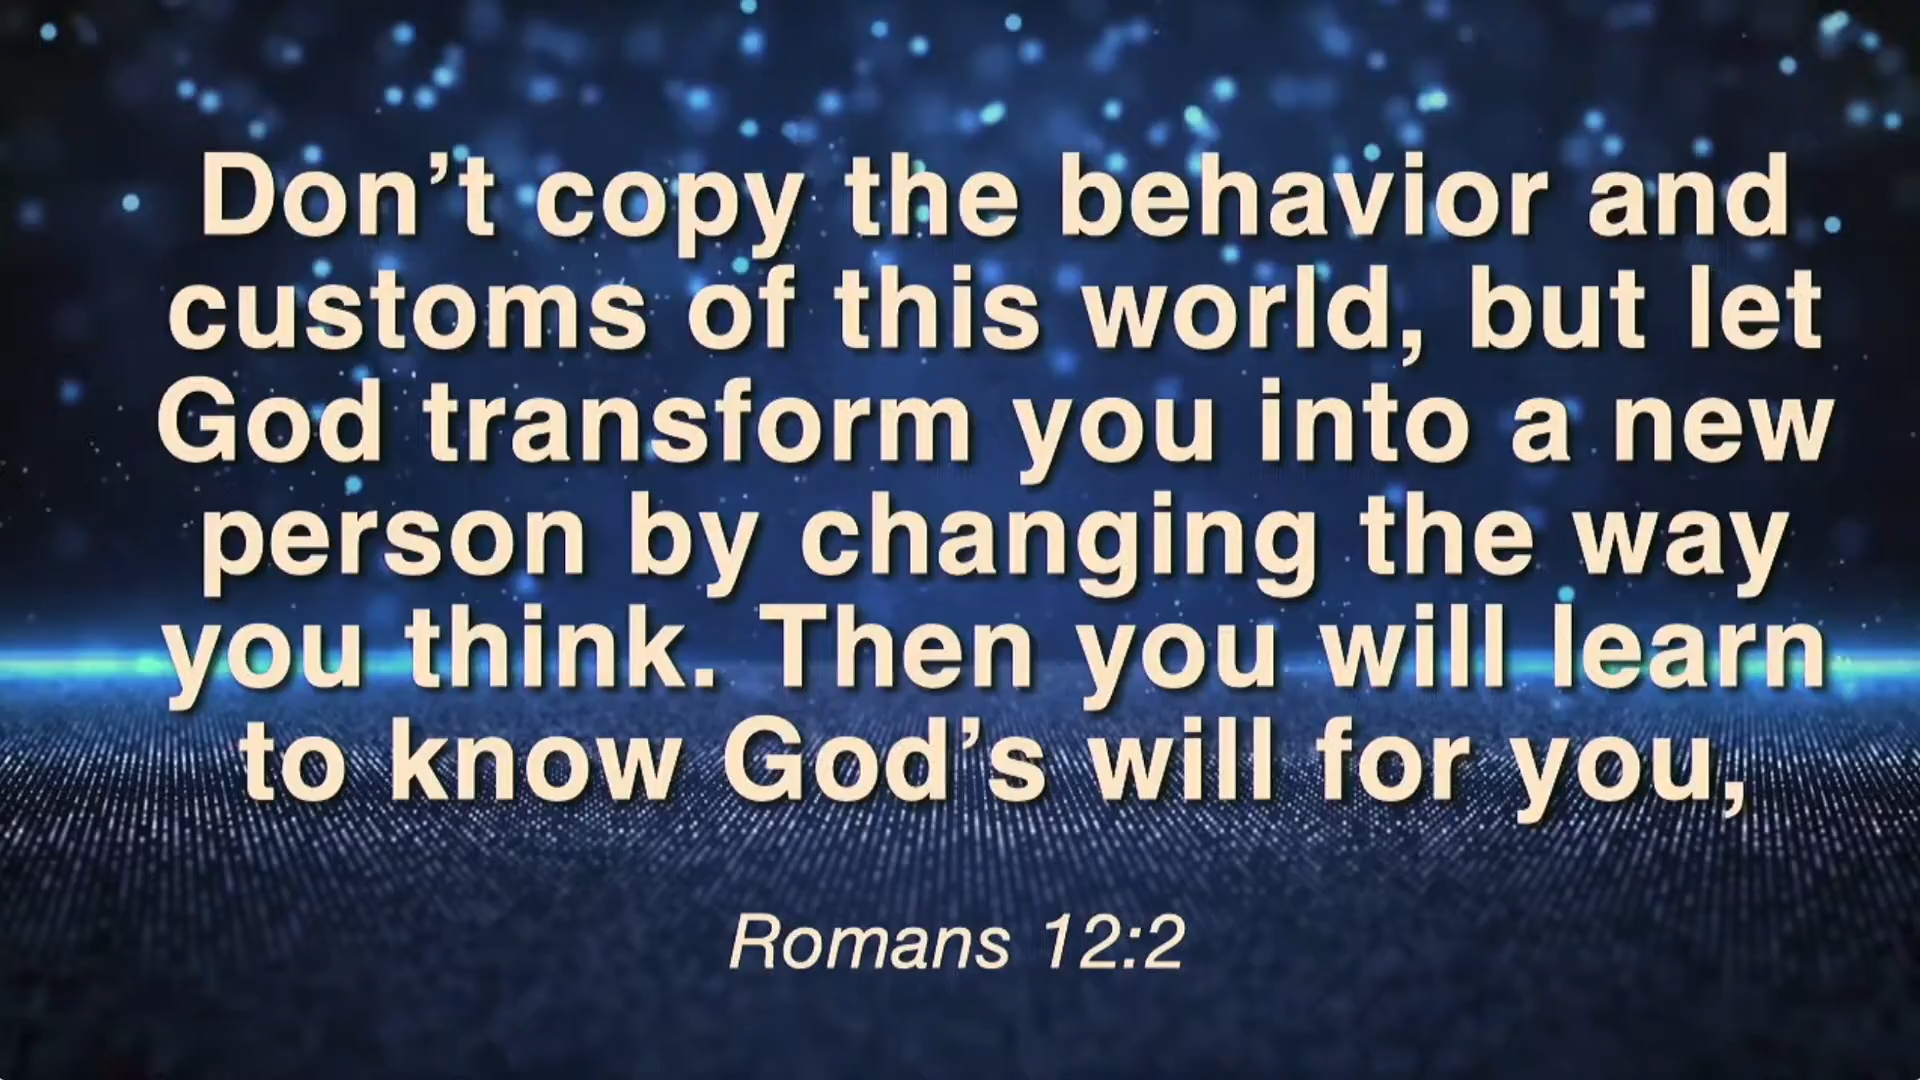 Don’t copy the behavior and
customs of this world, but let
God transform you into a new
person by changing the way
you think. Then you will learn
to know God’s will for you,
Romans 12:2